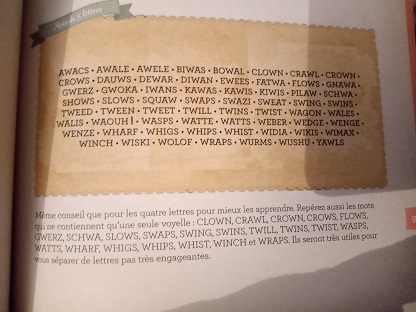 Mots de 5 lettres
AWACS • AWALE • AWELE • BIWAS • BOWAL • CLOWN • CRAWL • CROWN •
CROWS • DAUWS • DEWAR • DIWAN • EWEES • FATWA • FLOWS • GNAWA •
GWERZ • GWOKA • IWANS • KAWAS • KAWIS • KIWIS • PILAW • SCHWA •
SHOWS • SLOWS • SQUAW • SWAPS • SWAZI • SWEAT • SWING • SWINS •
TWEED • TWEEN • TWEET • TWILL • TWINS • TWIST • WAGON • WALES •
WALIS • WAOUH ! • WASPS • WATTE • WATTS • WEBER • WEDGE • WENGE •
WENZE • WHARF • WHIGS • WHIPS • WHIST • WIDIA • WIKIS • WIMAX •
WINCH • WISKI • WOLOF • WRAPS • WURMS • WUSHU • YAWLS
Même conseil que pour les quatre lettres pour mieux les apprendre. Repérez aussi les mots
qui ne contiennent qu'une seule voyelle : CLOWN, CRAWL, CROWN, CROWS, FLOWS,
GWERZ, SCHWA, SLOWS, SWAPS, SWING, SWINS, TWILL, TWINS, TWIST, WASPS,
WATTS, WHARF, WHIGS, WHIPS, WHIST, WINCH et WRAPS. Ils seront très utiles pour
vous séparer de lettres pas très engageantes.